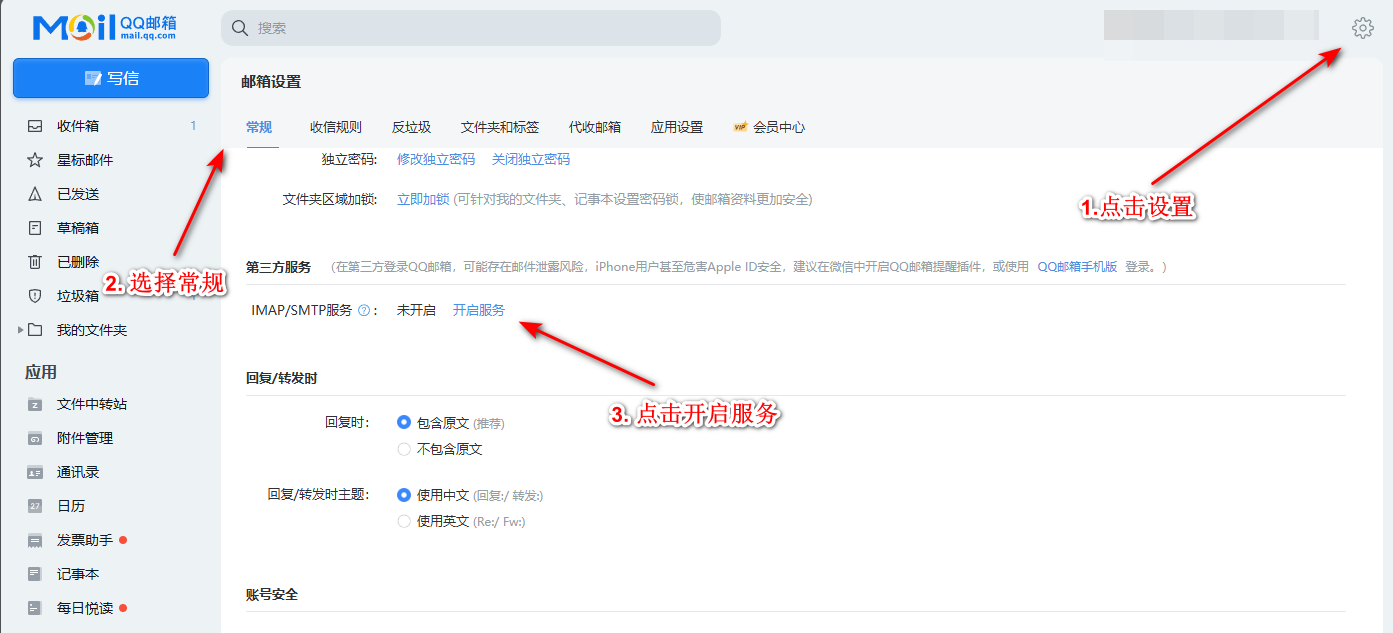 Mail QQ邮箱
mail.qq.com
搜索
写信
收件箱 1
星标邮件
已发送
草稿箱
已删除
垃圾箱
我的文件夹
应用
文件中转站
附件管理
通讯录
27 日历
发票助手
记事本
每日悦读
邮箱设置
常规 收信规则 反垃圾 文件夹和标签 代收邮箱 应用设置 VIP 会员中心
独立密码: 修改独立密码 关闭独立密码
文件夹区域加锁: 立即加锁 (可针对我的文件夹、记事本设置密码锁，使邮箱资料更加安全)
第三方服务 （在第三方登录QQ邮箱，可能存在邮件泄露风险，iPhone用户甚至危害Apple ID安全，建议在微信中开启QQ邮箱提醒插件，或使用 QQ邮箱手机版 登录。）
IMAP/SMTP服务 ? : 未开启 开启服务
回复/转发时
回复时: 包含原文 (推荐)
不包含原文
回复/转发时主题: 使用中文 (回复:/ 转发:)
使用英文 (Re:/ Fw:)
账号安全
1.点击设置
2. 选择常规
3. 点击开启服务